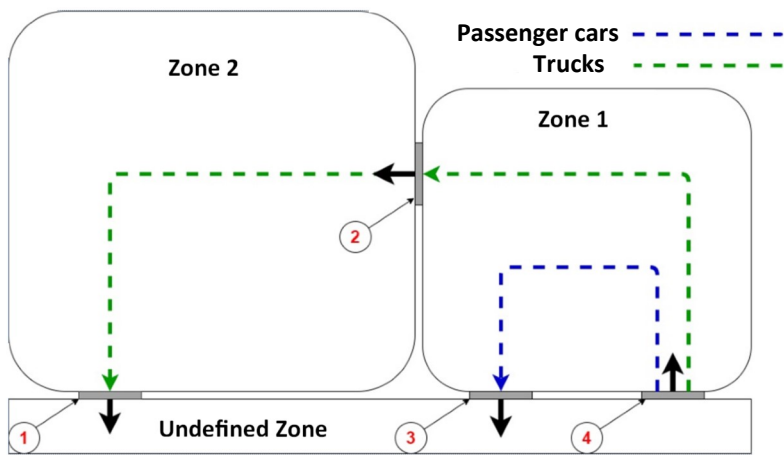 Passenger cars
Trucks
Zone 2
Zone 1
2
Undefined Zone
1
3
4